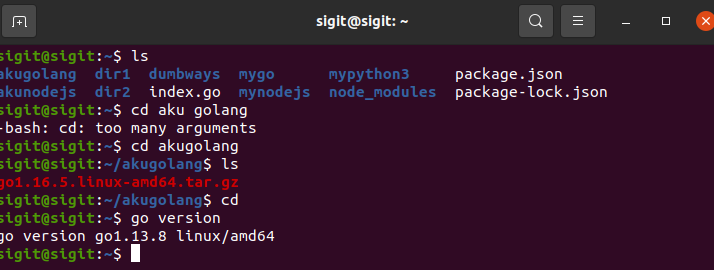 sigit@sigit: ~
sigit@sigit:~$ ls
akugolang dir1 dumbways mygo mypython3 package.json
akunodejs dir2 index.go mynodejs node_modules package-lock.json
sigit@sigit:~$ cd aku golang
-bash: cd: too many arguments
sigit@sigit:~$ cd akugolang
sigit@sigit:~/akugolang$ ls
go1.16.5.linux-amd64.tar.gz
sigit@sigit:~/akugolang$ cd
sigit@sigit:~$ go version
go version go1.13.8 linux/amd64
sigit@sigit:~$